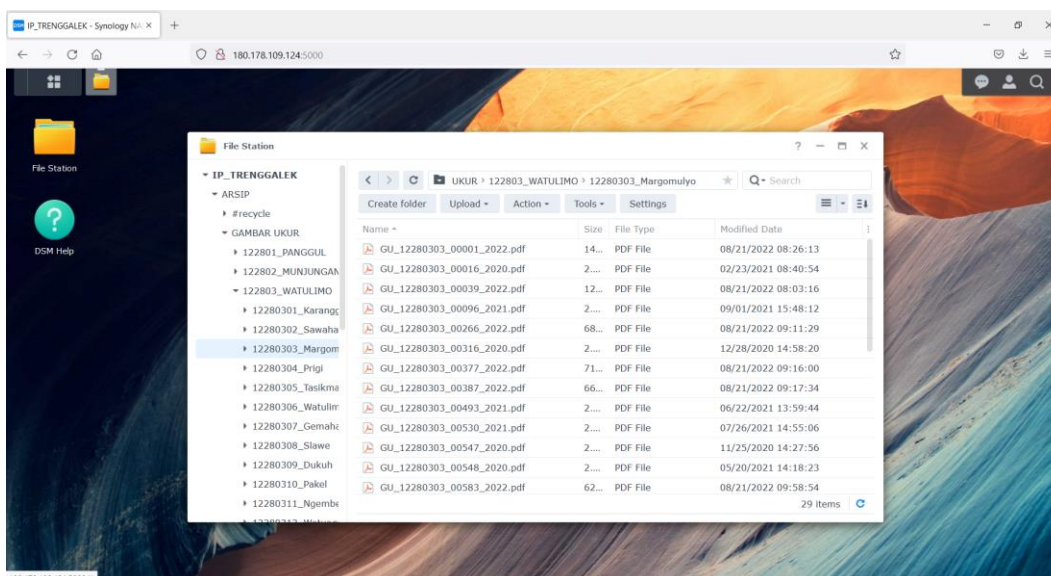 IP_TRENGGALEK - Synology NA
180.178.109.124:5000
File Station
DSM Help
File Station
IP_TRENGGALEK
ARSIP
#recycle
GAMBAR UKUR
122801_PANGGUL
122802_MUNJUNGAN
122803_WATULIMO
12280301_Karangg
12280302_Sawaha
12280303_Margom
12280304_Prigi
12280305_Tasikma
12280306_Watulim
12280307_Gemaha
12280308_Slawe
12280309_Dukuh
12280310_Pakel
12280311_Ngembe
UKUR 122803_WATULIMO 12280303_Margomulyo
Search
Create folder Upload Action Tools Settings
Name Size File Type Modified Date
GU_12280303_00001_2022.pdf 14... PDF File 08/21/2022 08:26:13
GU_12280303_00016_2020.pdf 2.... PDF File 02/23/2021 08:40:54
GU_12280303_00039_2022.pdf 12... PDF File 08/21/2022 08:03:16
GU_12280303_00096_2021.pdf 2.... PDF File 09/01/2021 15:48:12
GU_12280303_00266_2022.pdf 68... PDF File 08/21/2022 09:11:29
GU_12280303_00316_2020.pdf 2.... PDF File 12/28/2020 14:58:20
GU_12280303_00377_2022.pdf 71... PDF File 08/21/2022 09:16:00
GU_12280303_00387_2022.pdf 66... PDF File 08/21/2022 09:17:34
GU_12280303_00493_2021.pdf 2.... PDF File 06/22/2021 13:59:44
GU_12280303_00530_2021.pdf 2.... PDF File 07/26/2021 14:55:06
GU_12280303_00547_2020.pdf 2.... PDF File 11/25/2020 14:27:56
GU_12280303_00548_2020.pdf 2.... PDF File 05/20/2021 14:18:23
GU_12280303_00583_2022.pdf 62... PDF File 08/21/2022 09:58:54
29 items